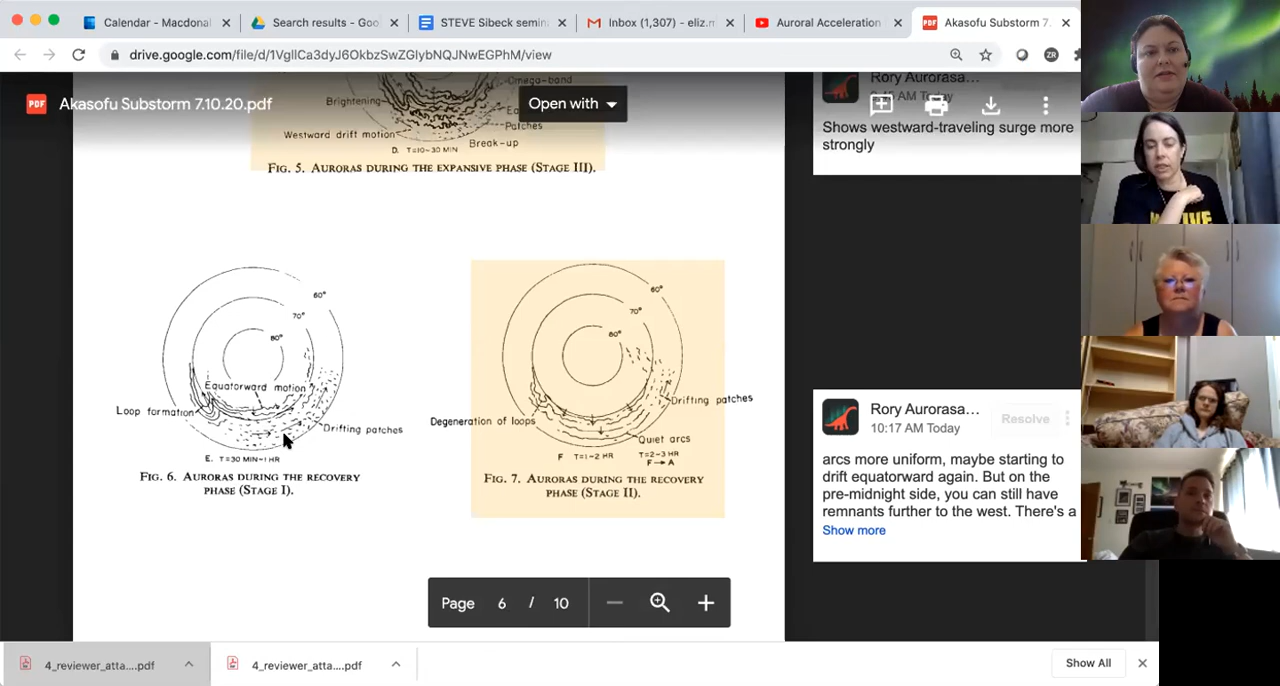 Calendar - Macdonal
Search results - Goo
STEVE Sibeck semin
Inbox (1,307) - eliz.m
Auroral Acceleration
PDF
Akasofu Substorm 7.
drive.google.com/file/d/1VgIlCa3dyJ6OkbzSwZGlybNQJNwEGPhM/view
ZR
PDF
Akasofu Substorm 7.10.20.pdf
Open with
Omega-band
Brightening
Patches
Westward drift motion
Break-up
D. T=10-30 MIN
FIG. 5. AURORAS DURING THE EXPANSIVE PHASE (STAGE III).
Rory Aurorasa...
Today
Shows westward-traveling surge more
strongly
60°
70°
80°
Equatorward motion
Loop formation
Drifting patches
E. T=30 MIN-1 HR
FIG. 6. AURORAS DURING THE RECOVERY
PHASE (STAGE I).
60°
70°
80°
Drifting patches
Degeneration of loops
Quiet arcs
F T=1-2 HR
T=2-3 HR
F→A
FIG. 7. AURORAS DURING THE RECOVERY
PHASE (STAGE II).
Rory Aurorasa...
Resolve
10:17 AM Today
arcs more uniform, maybe starting to
drift equatorward again. But on the
pre-midnight side, you can still have
remnants further to the west. There's a
Show more
Page 6 / 10
4_reviewer_atta....pdf
4_reviewer_atta....pdf
Show All